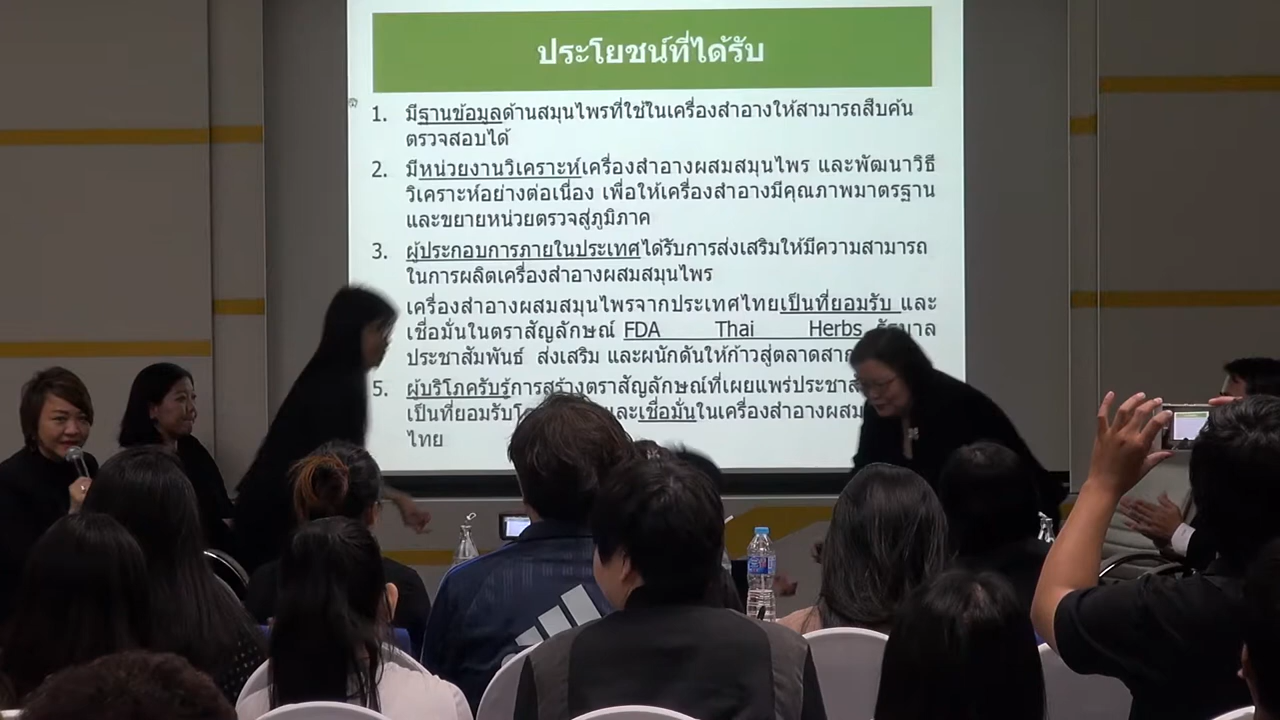 ประโยชน์ที่ได้รับ
1. มีฐานข้อมูลด้านสมุนไพรที่ใช้ในเครื่องสำอางให้สามารถสืบค้น
ตรวจสอบได้
2. มีหน่วยงานวิเคราะห์เครื่องสำอางผสมสมุนไพร และพัฒนาวิธี
วิเคราะห์อย่างต่อเนื่อง เพื่อให้เครื่องสำอางมีคุณภาพมาตรฐาน
และขยายหน่วยตรวจสู่ภูมิภาค
3. ผู้ประกอบการภายในประเทศได้รับการส่งเสริมให้มีความสามารถ
ในการผลิตเครื่องสำอางผสมสมุนไพร
เครื่องสำอางผสมสมุนไพรจากประเทศไทยเป็นที่ยอมรับ และ
เชื่อมั่นในตราสัญลักษณ์ FDA Thai Herbs รัฐบาล
ประชาสัมพันธ์ ส่งเสริม และผนักดันให้ก้าวสู่ตลาด
5. ผู้บริโภครับรู้การสร้างตราสัญลักษณ์ที่เผยแพร่
เป็นที่ยอมรับ และเชื่อมั่นในเครื่องสำอางผสม
ไทย